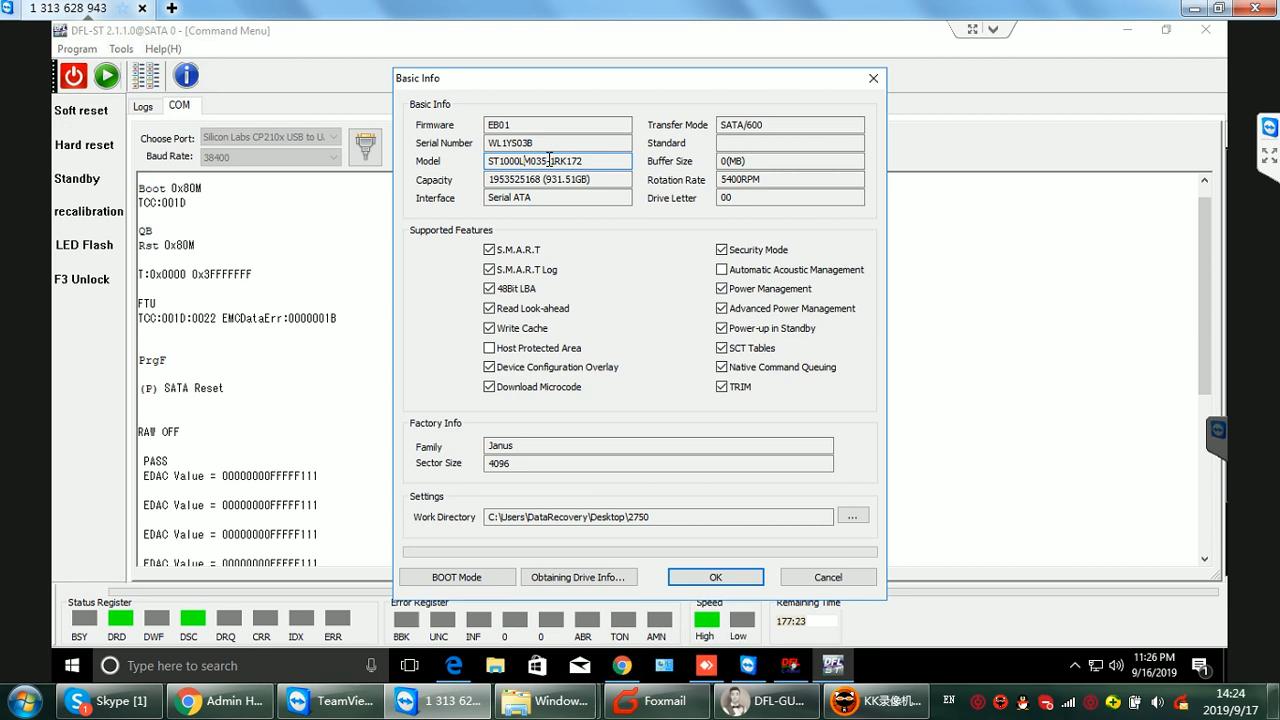 1 313 628 943
DFL-ST 2.1.1.0@SATA 0 - [Command Menu]
Program Tools Help(H)
Soft reset
Hard reset
Standby
recalibration
LED Flash
F3 Unlock
Logs COM
Choose Port: Silicon Labs CP210x USB to U
Baud Rate: 38400
Boot 0x80M
TCC:001D
QB
Rst 0x80M
T:0x0000 0x3FFFFFFF
FTU
TCC:001D:0022 EMCDataErr:0000001B
PrgF
(P) SATA Reset
RAW OFF
PASS
EDAC Value = 00000000FFFFF111
EDAC Value = 00000000FFFFF111
EDAC Value = 00000000FFFFF111
EDAC Value = 00000000FFFFF111
Basic Info
Basic Info
Firmware EB01
Serial Number WL1YS03B
Model ST1000LM035-1RK172
Capacity 1953525168 (931.51GB)
Interface Serial ATA
Transfer Mode SATA/600
Standard
Buffer Size 0(MB)
Rotation Rate 5400RPM
Drive Letter 00
Supported Features
S.M.A.R.T
S.M.A.R.T Log
48Bit LBA
Read Look-ahead
Write Cache
Host Protected Area
Device Configuration Overlay
Download Microcode
Security Mode
Automatic Acoustic Management
Power Management
Advanced Power Management
Power-up in Standby
SCT Tables
Native Command Queuing
TRIM
Factory Info
Family Janus
Sector Size 4096
Settings
Work Directory C:\Users\DataRecovery\Desktop\2750 ...
BOOT Mode Obtaining Drive Info... OK Cancel
Status Register Error Register Speed Remaining Time
177:23
BSY DRD DWF DSC DRQ CRR IDX ERR BBK UNC INF 0 0 ABR TON AMN High Low
Type here to search
11:26 PM
9/16/2019
Skype [1] Admin H... TeamVie... 1 313 62... Window... Foxmail DFL-GU... KK录像机... EN
14:24
2019/9/17